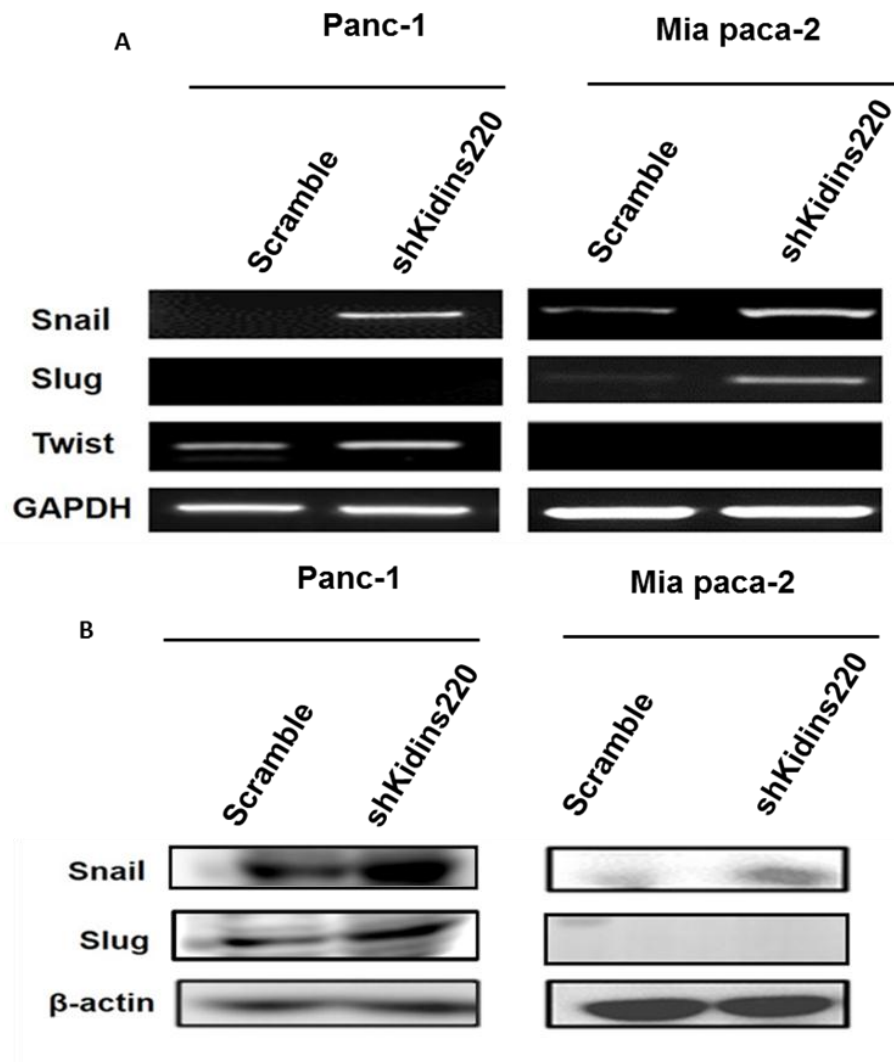 A
Panc-1
Mia paca-2
Scramble
shKidins220
Scramble
shKidins220
Snail
Slug
Twist
GAPDH
B
Panc-1
Mia paca-2
Scramble
shKidins220
Scramble
shKidins220
Snail
Slug
β-actin